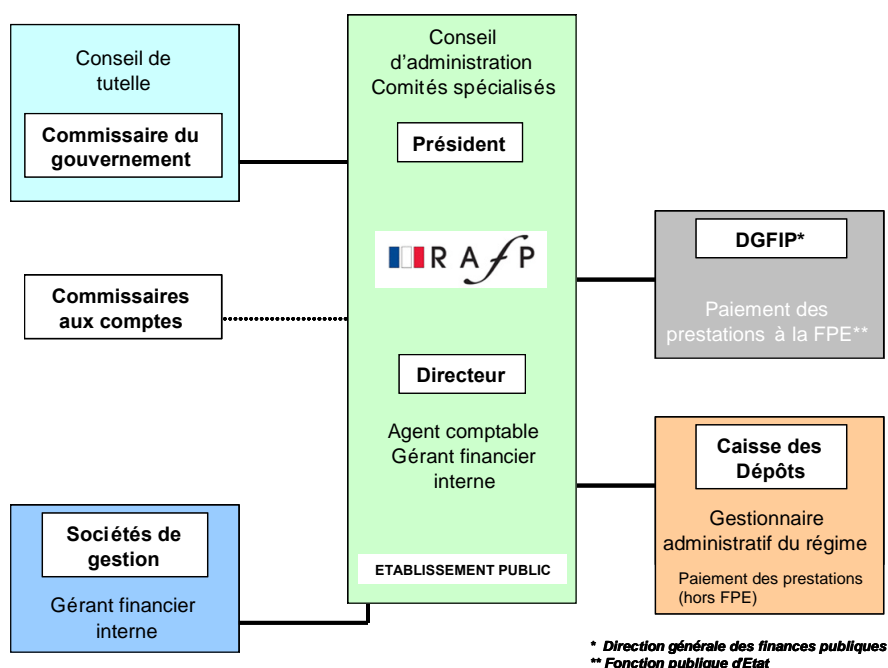 Conseil de
tutelle
Commissaire du
gouvernement
Commissaires
aux comptes
Sociétés de
gestion
Gérant financier
interne
Conseil
d'administration
Comités spécialisés
Président
RAfP
Directeur
Agent comptable
Gérant financier
interne
ETABLISSEMENT PUBLIC
DGFIP*
Paiement des
prestations à la FPE**
Caisse des
Dépôts
Gestionnaire
administratif du régime
Paiement des prestations
(hors FPE)
* Direction générale des finances publiques
** Fonction publique d'Etat